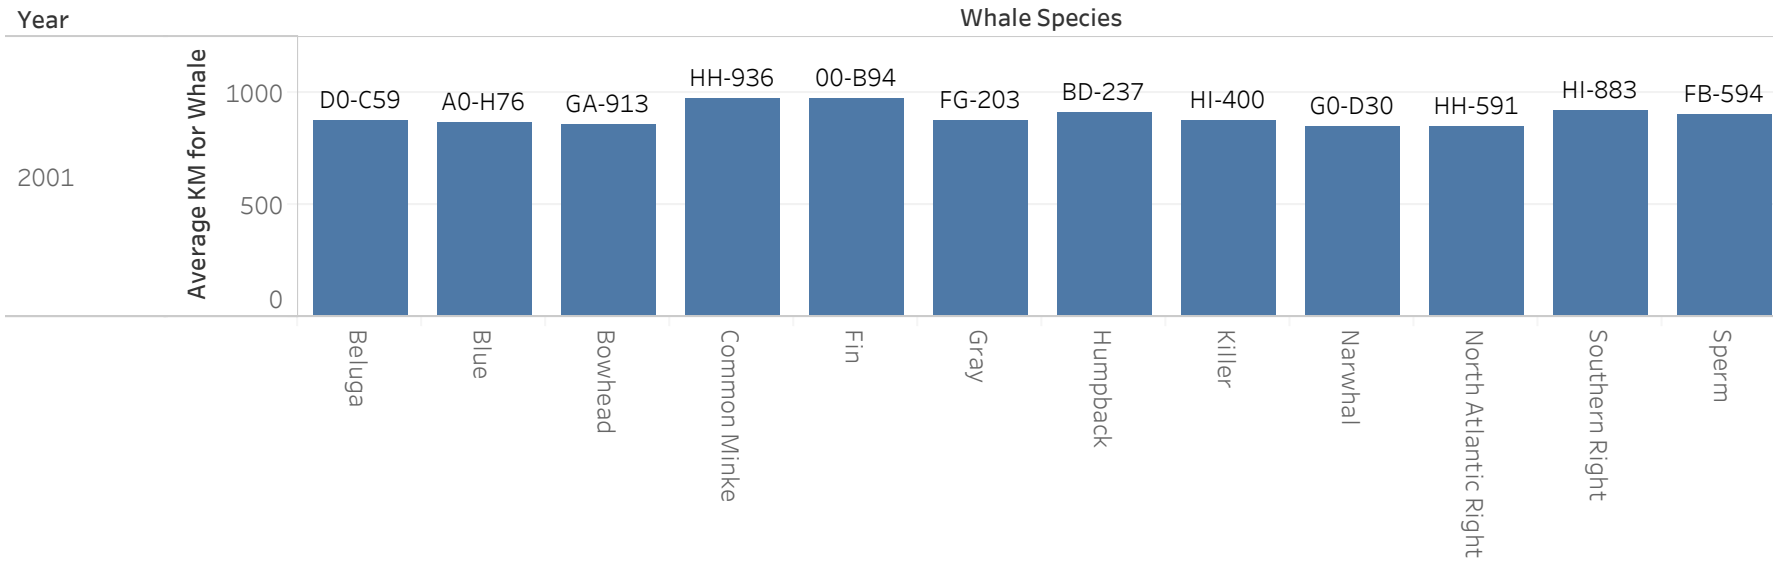 Year
Whale Species
2001
Average KM for Whale
1000
500
0
D0-C59
A0-H76
GA-913
HH-936
00-B94
FG-203
BD-237
HI-400
G0-D30
HH-591
HI-883
FB-594
Beluga
Blue
Bowhead
Common Minke
Fin
Gray
Humpback
Killer
Narwhal
North Atlantic Right
Southern Right
Sperm